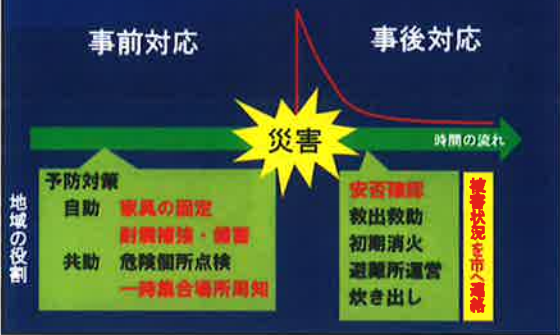 事前対応
事後対応
災害
時間の流れ
地域の役割
予防対策
自助 家具の固定
耐震補強・備蓄
共助 危険個所点検
一時集合場所周知
安否確認
救出救助
初期消火
避難所運営
炊き出し
被害状況を市へ連絡